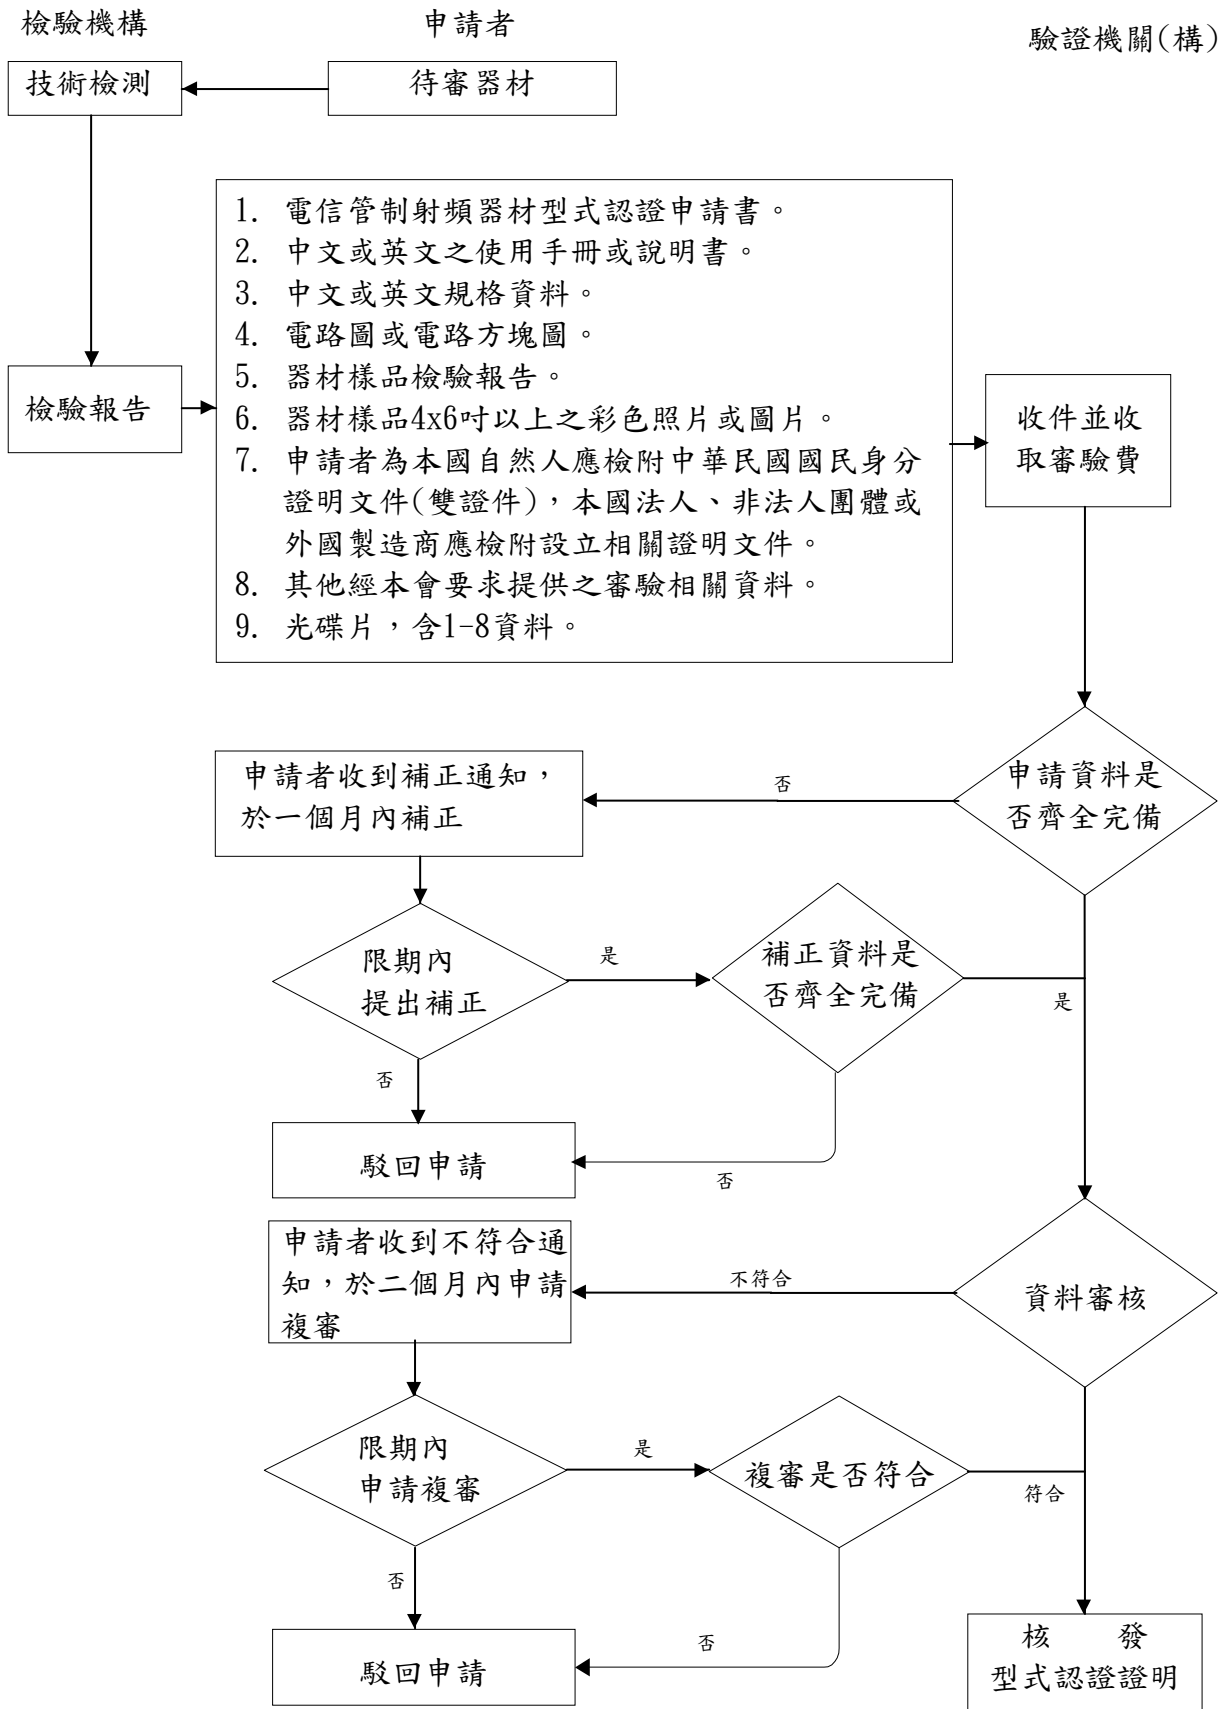 檢驗機構
申請者
驗證機關(構)
技術檢測
待審器材
1. 電信管制射頻器材型式認證申請書。
2. 中文或英文之使用手冊或說明書。
3. 中文或英文規格資料。
4. 電路圖或電路方塊圖。
5. 器材樣品檢驗報告。
6. 器材樣品4x6吋以上之彩色照片或圖片。
7. 申請者為本國自然人應檢附中華民國國民身分
證明文件(雙證件)，本國法人、非法人團體或
外國製造商應檢附設立相關證明文件。
8. 其他經本會要求提供之審驗相關資料。
9. 光碟片，含1-8資料。
檢驗報告
收件並收
取審驗費
申請資料是
否齊全完備
否
申請者收到補正通知，
於一個月內補正
限期內
提出補正
是
補正資料是
否齊全完備
是
否
駁回申請
否
申請者收到不符合通
知，於二個月內申請
複審
不符合
資料審核
限期內
申請複審
是
複審是否符合
符合
否
駁回申請
否
核 發
型式認證證明